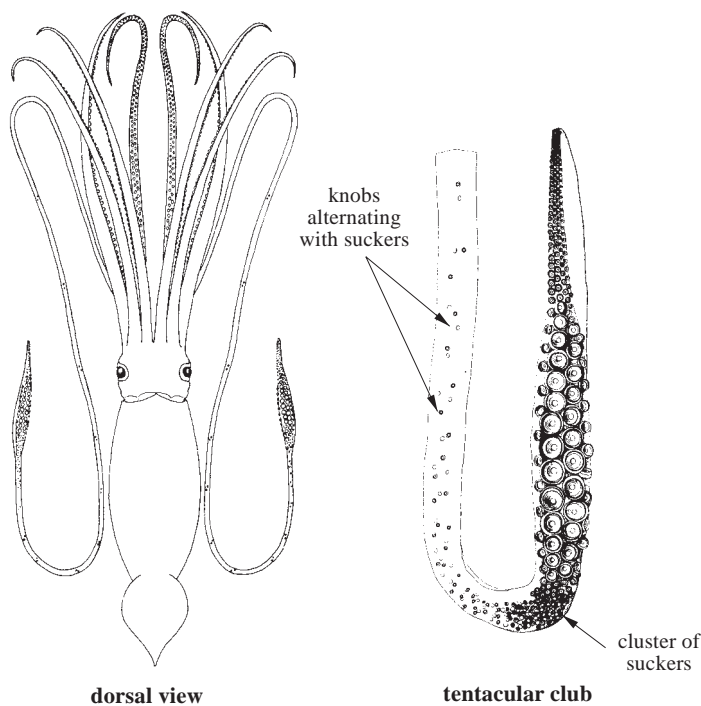 knobs
alternating
with suckers
cluster of
suckers
dorsal view
tentacular club